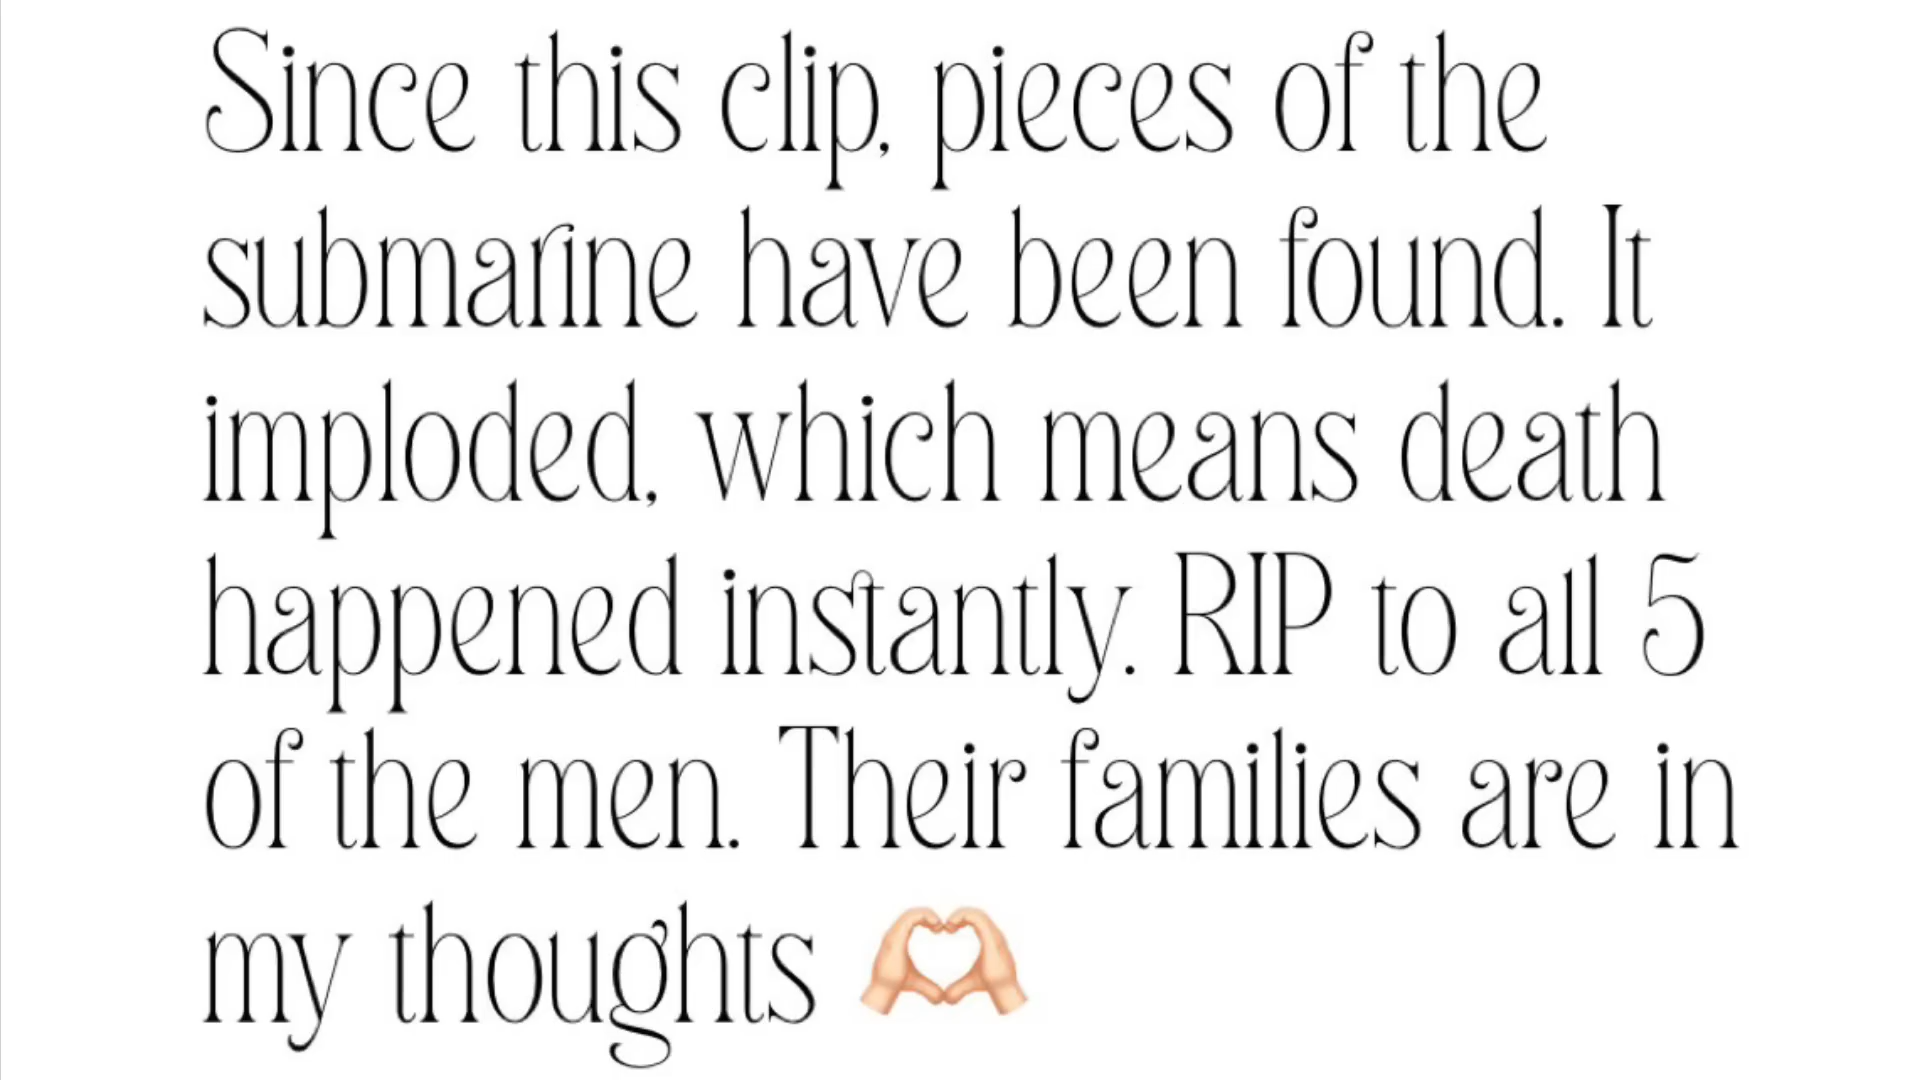 Since this clip, pieces of the
submarine have been found. It
imploded, which means death
happened instantly. RIP to all 5
of the men. Their families are in
my thoughts 🫶🏻